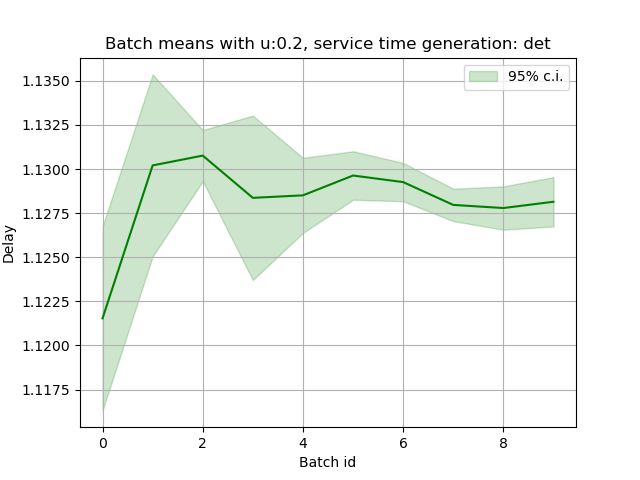 Batch means with u:0.2, service time generation: det
95% c.i.
1.1350
1.1325
1.1300
1.1275
1.1250
1.1225
1.1200
1.1175
Delay
0 2 4 6 8
Batch id